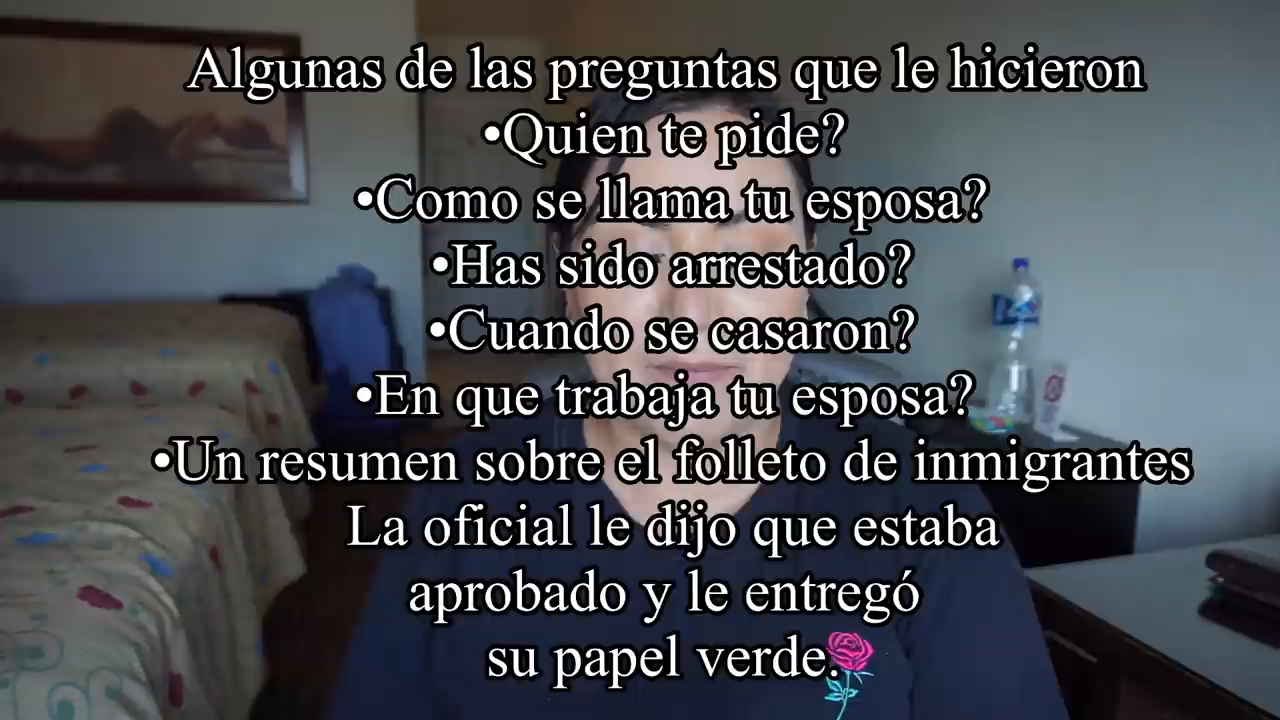 Algunas de las preguntas que le hicieron
•Quien te pide?
•Como se llama tu esposa?
•Has sido arrestado?
•Cuando se casaron?
•En que trabaja tu esposa?
•Un resumen sobre el folleto de inmigrantes
La oficial le dijo que estaba
aprobado y le entregó
su papel verde.